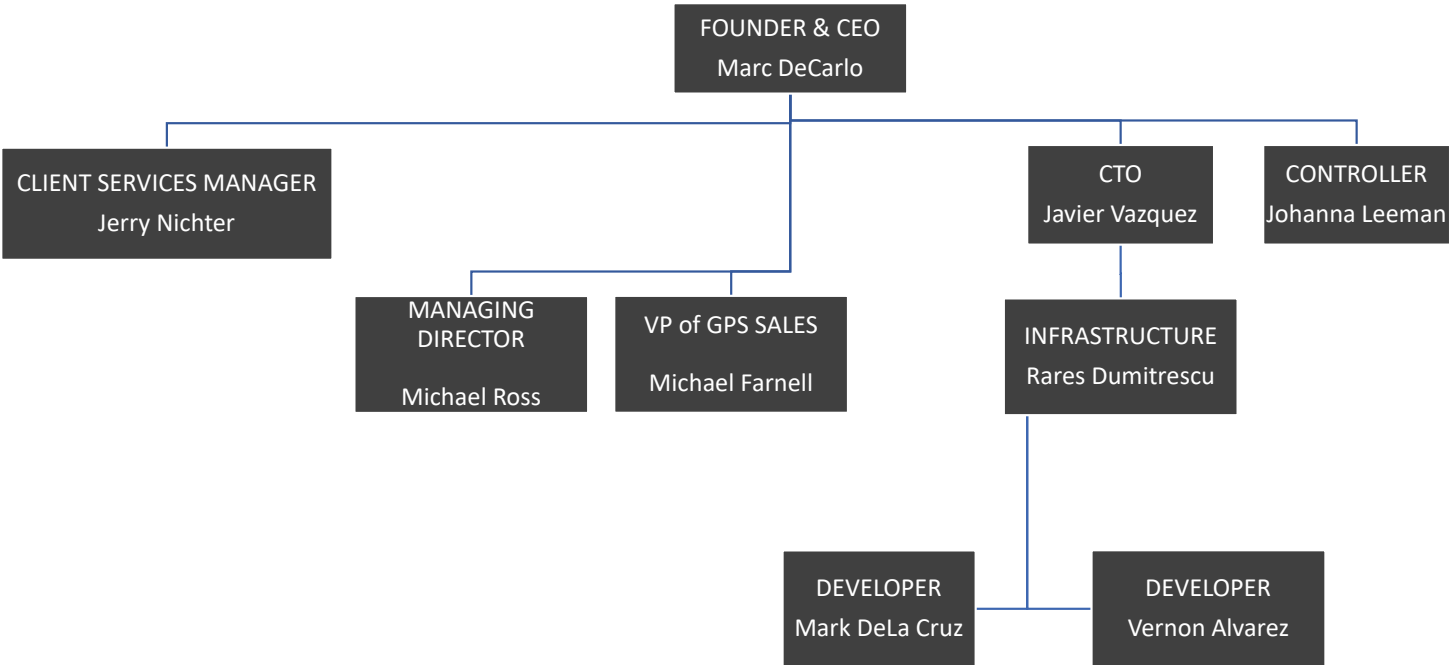 FOUNDER & CEO
Marc DeCarlo
CLIENT SERVICES MANAGER
Jerry Nichter
CTO
Javier Vazquez
CONTROLLER
Johanna Leeman
MANAGING
DIRECTOR
Michael Ross
VP of GPS SALES
Michael Farnell
INFRASTRUCTURE
Rares Dumitrescu
DEVELOPER
Mark DeLa Cruz
DEVELOPER
Vernon Alvarez